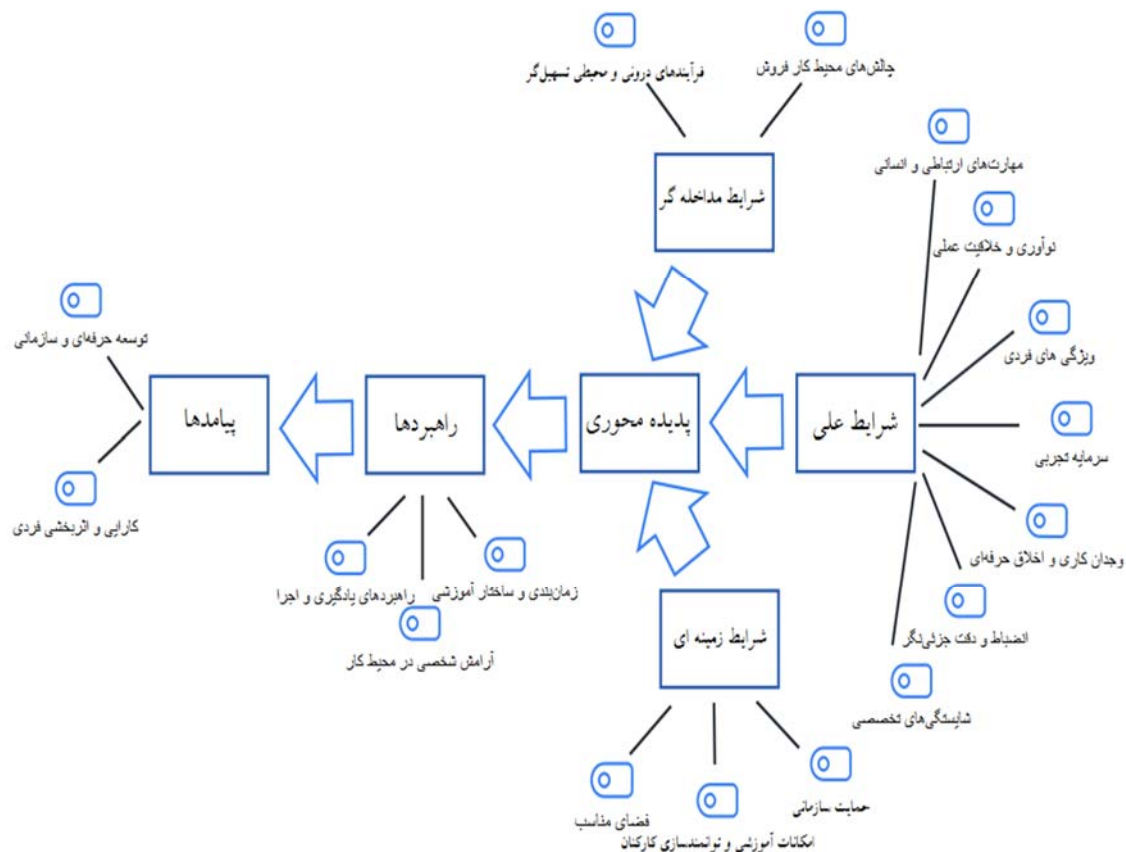 چالش‌های محیط کار فروش
فرآیندهای درونی و محیطی تسهیل‌گر
شرایط مداخله گر
مهارت‌های ارتباطی و انسانی
نوآوری و خلاقیت عملی
ویژگی های فردی
سرمایه تجربی
وجدان کاری و اخلاق حرفه‌ای
انضباط و دقت جزئی‌نگر
شایستگی‌های تخصصی
شرایط علی
پدیده محوری
راهبردها
پیامدها
توسعه حرفه‌ای و سازمانی
کارایی و اثربخشی فردی
زمان‌بندی و ساختار آموزشی
راهبردهای یادگیری و اجرا
آرامش شخصی در محیط کار
شرایط زمینه ای
حمایت سازمانی
امکانات آموزشی و توانمندسازی کارکنان
فضای مناسب